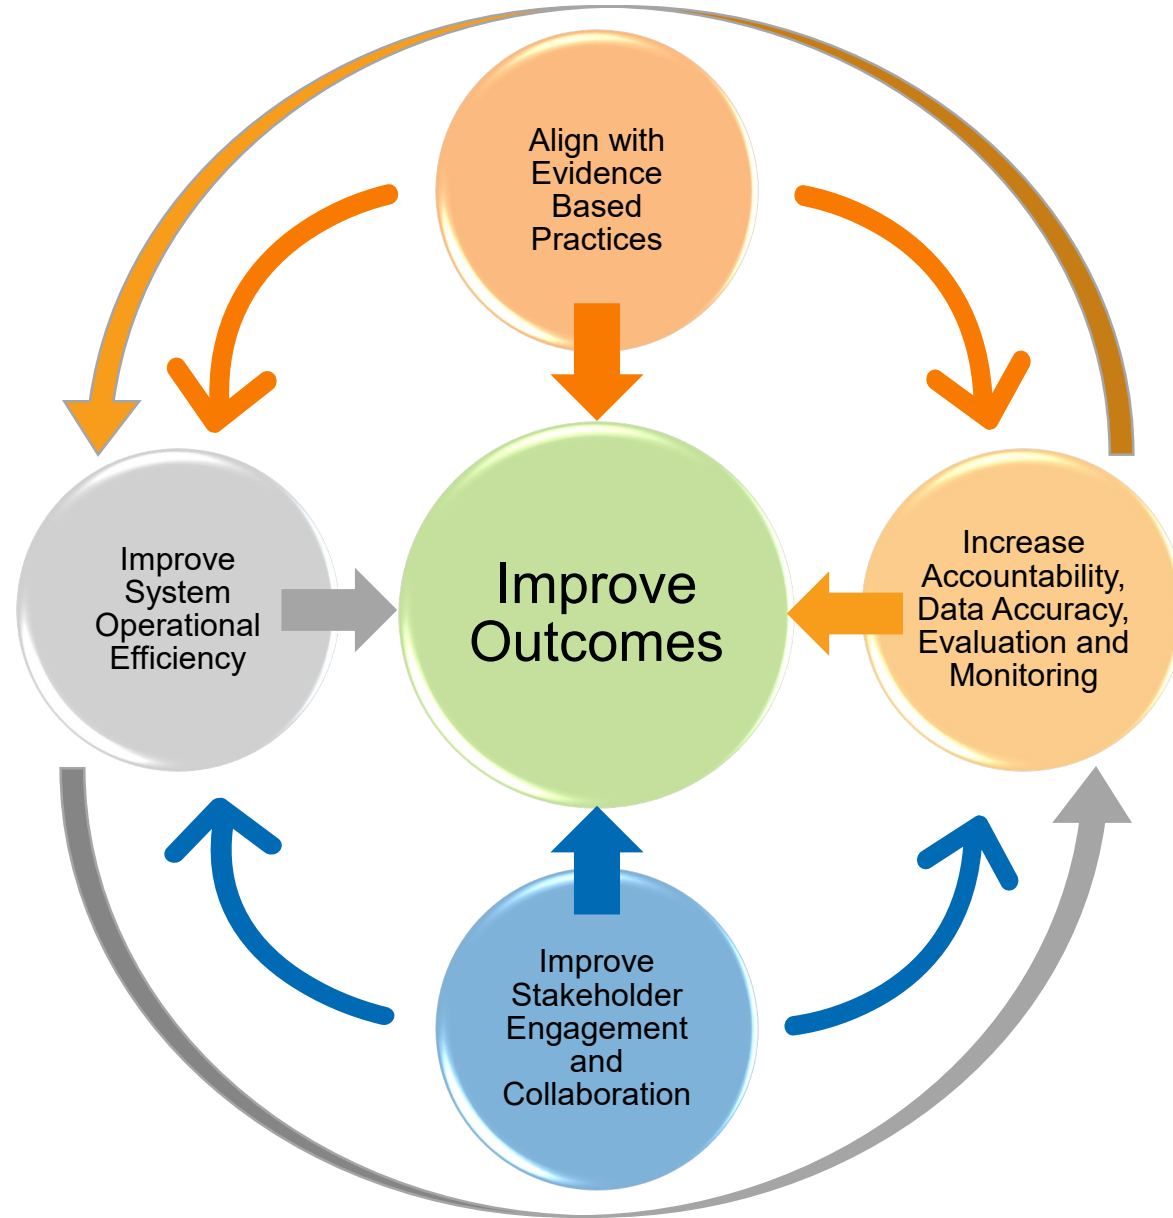 Align with
Evidence
Based
Practices
Improve
System
Operational
Efficiency
Improve
Outcomes
Increase
Accountability,
Data Accuracy,
Evaluation and
Monitoring
Improve
Stakeholder
Engagement
and
Collaboration